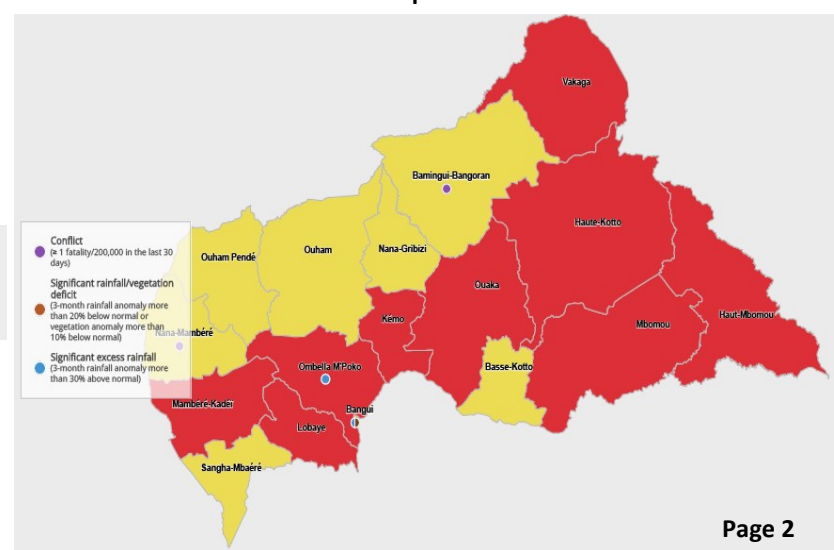 Vakaga
Bamingui-Bangoran
Haute-Kotto
Conflict
(≥ 1 fatality/200,000 in the last 30
days)
Significant rainfall/vegetation
deficit
(3-month rainfall anomaly more
than 20% below normal or
vegetation anomaly more than
10% below normal)
Significant excess rainfall
(3-month rainfall anomaly more
than 30% above normal)
Ouham Pendé
Ouham
Nana-Gribizi
Ouaka
Nana-Mambéré
Kémo
Mbomou
Haut-Mbomou
Ombella M'Poko
Basse-Kotto
Mambéré-Kadéï
Bangui
Lobaye
Sangha-Mbaéré
Page 2